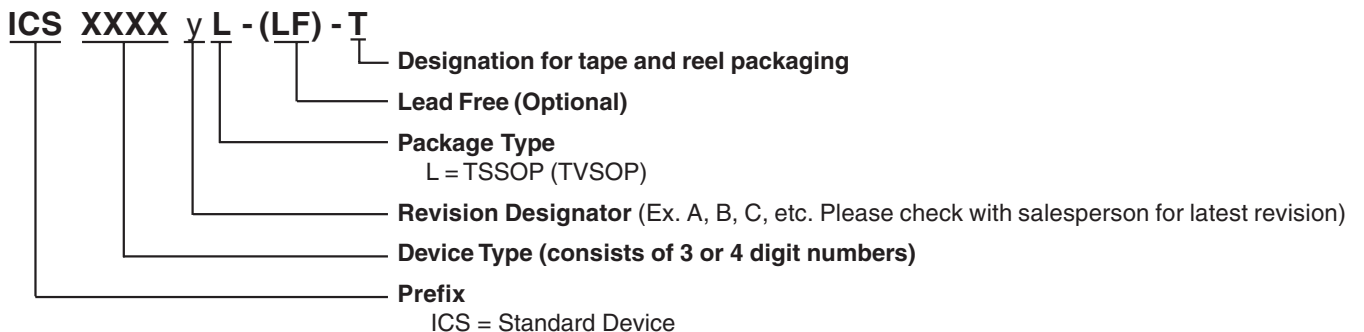 ICS XXXX y L - (LF) - T
Designation for tape and reel packaging
Lead Free (Optional)
Package Type
L = TSSOP (TVSOP)
Revision Designator (Ex. A, B, C, etc. Please check with salesperson for latest revision)
Device Type (consists of 3 or 4 digit numbers)
Prefix
ICS = Standard Device